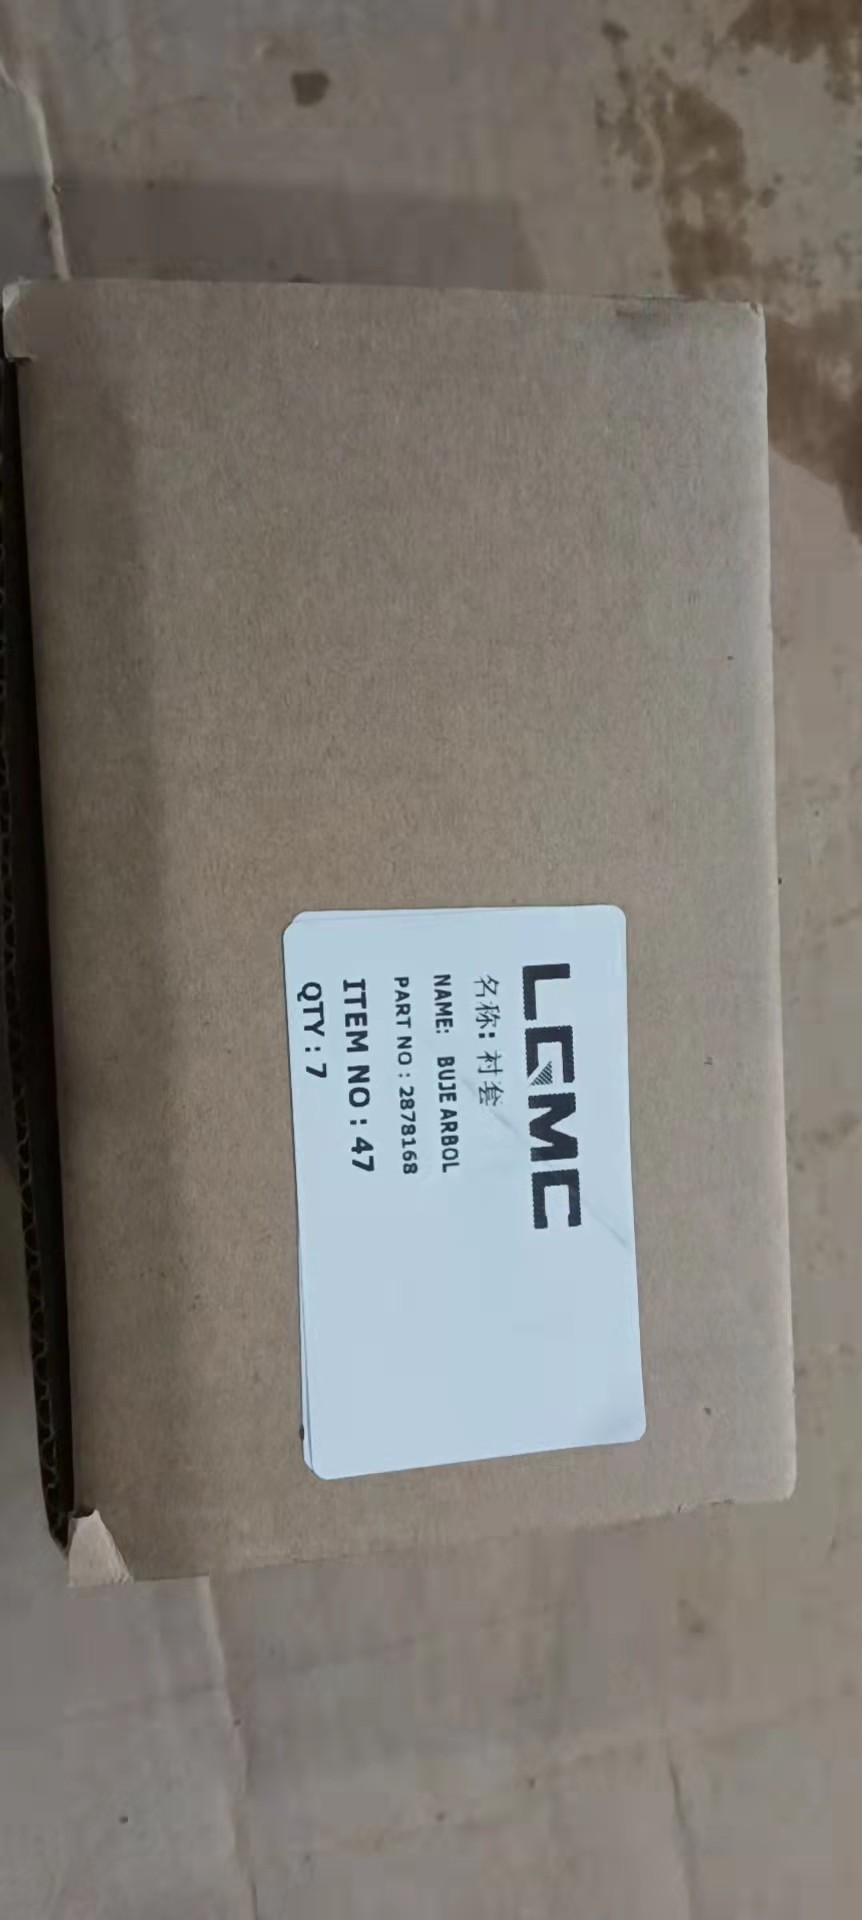 LGMC
名称: 衬套
NAME: BUJE ARBOL
PART NO : 2878168
ITEM NO : 47
QTY : 7